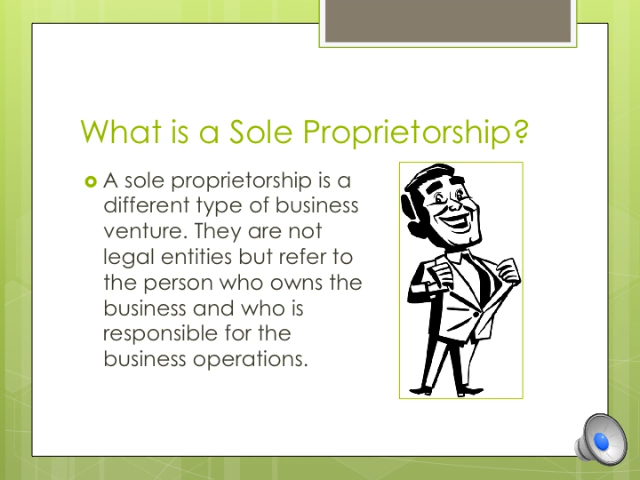 What is a Sole Proprietorship?
A sole proprietorship is a
different type of business
venture. They are not
legal entities but refer to
the person who owns the
business and who is
responsible for the
business operations.